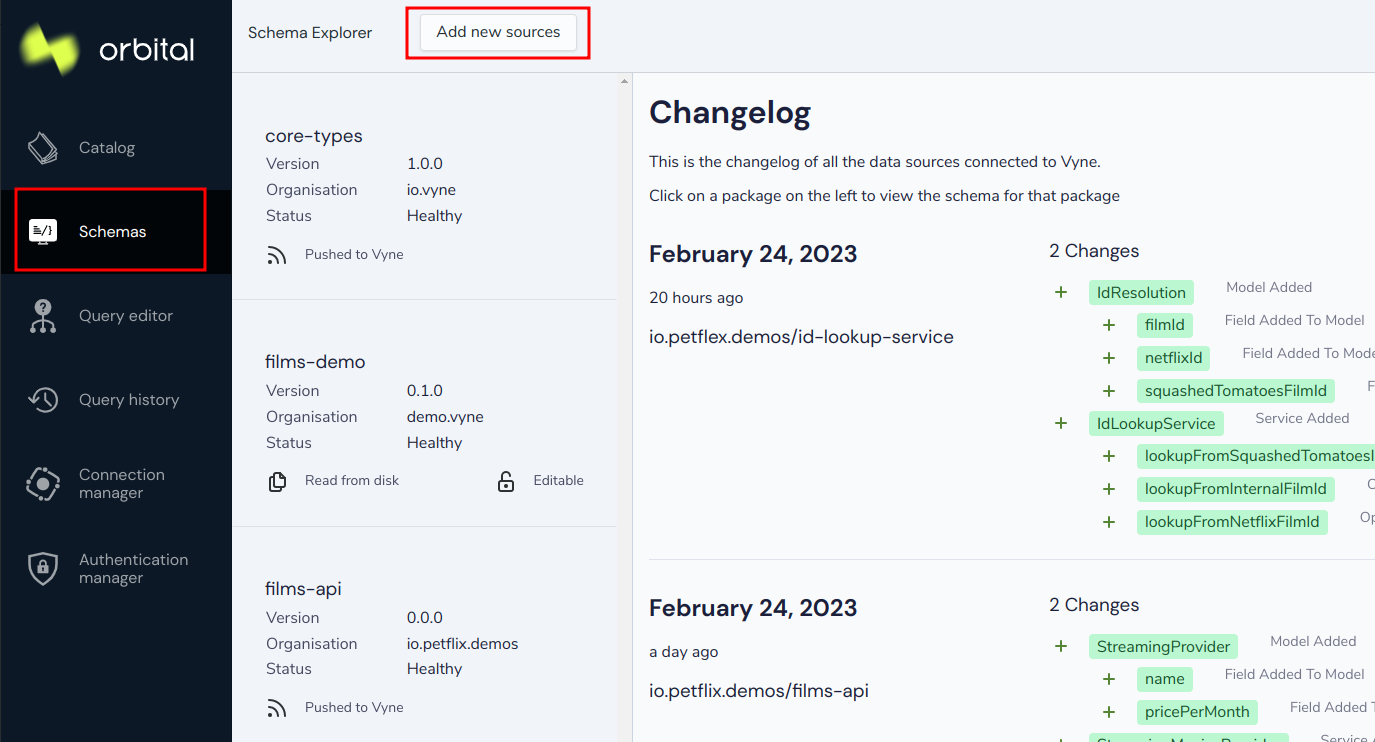 orbital
Catalog
Schemas
Query editor
Query history
Connection
manager
Authentication
manager
Schema Explorer
Add new sources
core-types
Version 1.0.0
Organisation io.vyne
Status Healthy
Pushed to Vyne
films-demo
Version 0.1.0
Organisation demo.vyne
Status Healthy
Read from disk Editable
films-api
Version 0.0.0
Organisation io.petflix.demos
Status Healthy
Pushed to Vyne
Changelog
This is the changelog of all the data sources connected to Vyne.
Click on a package on the left to view the schema for that package
February 24, 2023
20 hours ago
io.petflex.demos/id-lookup-service
2 Changes
+ IdResolution Model Added
+ filmId Field Added To Model
+ netflixId Field Added To Mode
+ squashedTomatoesFilmId F
+ IdLookupService Service Added
+ lookupFromSquashedTomatoesI
+ lookupFromInternalFilmId
+ lookupFromNetflixFilmId Op
February 24, 2023
a day ago
io.petflix.demos/films-api
2 Changes
+ StreamingProvider Model Added
+ name Field Added To Model
+ pricePerMonth Field Added T